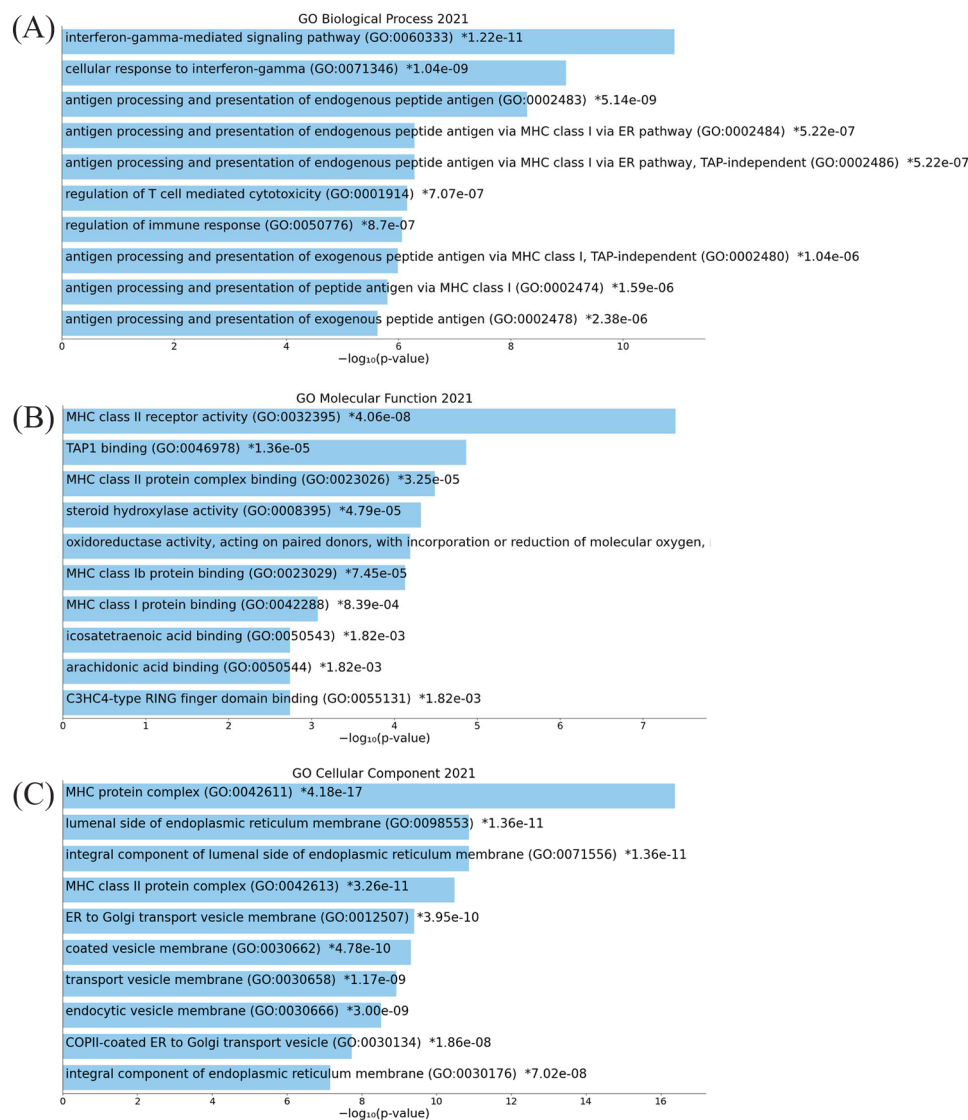 (A)
GO Biological Process 2021
interferon-gamma-mediated signaling pathway (GO:0060333) *1.22e-11
cellular response to interferon-gamma (GO:0071346) *1.04e-09
antigen processing and presentation of endogenous peptide antigen (GO:0002483) *5.14e-09
antigen processing and presentation of endogenous peptide antigen via MHC class I via ER pathway (GO:0002484) *5.22e-07
antigen processing and presentation of endogenous peptide antigen via MHC class I via ER pathway, TAP-independent (GO:0002486) *5.22e-07
regulation of T cell mediated cytotoxicity (GO:0001914) *7.07e-07
regulation of immune response (GO:0050776) *8.7e-07
antigen processing and presentation of exogenous peptide antigen via MHC class I, TAP-independent (GO:0002480) *1.04e-06
antigen processing and presentation of peptide antigen via MHC class I (GO:0002474) *1.59e-06
antigen processing and presentation of exogenous peptide antigen (GO:0002478) *2.38e-06
0 2 4 6 8 10
−log₁₀(p-value)
(B)
GO Molecular Function 2021
MHC class II receptor activity (GO:0032395) *4.06e-08
TAP1 binding (GO:0046978) *1.36e-05
MHC class II protein complex binding (GO:0023026) *3.25e-05
steroid hydroxylase activity (GO:0008395) *4.79e-05
oxidoreductase activity, acting on paired donors, with incorporation or reduction of molecular oxygen,
MHC class Ib protein binding (GO:0023029) *7.45e-05
MHC class I protein binding (GO:0042288) *8.39e-04
icosatetraenoic acid binding (GO:0050543) *1.82e-03
arachidonic acid binding (GO:0050544) *1.82e-03
C3HC4-type RING finger domain binding (GO:0055131) *1.82e-03
0 1 2 3 4 5 6 7
−log₁₀(p-value)
(C)
GO Cellular Component 2021
MHC protein complex (GO:0042611) *4.18e-17
lumenal side of endoplasmic reticulum membrane (GO:0098553) *1.36e-11
integral component of lumenal side of endoplasmic reticulum membrane (GO:0071556) *1.36e-11
MHC class II protein complex (GO:0042613) *3.26e-11
ER to Golgi transport vesicle membrane (GO:0012507) *3.95e-10
coated vesicle membrane (GO:0030662) *4.78e-10
transport vesicle membrane (GO:0030658) *1.17e-09
endocytic vesicle membrane (GO:0030666) *3.00e-09
COPII-coated ER to Golgi transport vesicle (GO:0030134) *1.86e-08
integral component of endoplasmic reticulum membrane (GO:0030176) *7.02e-08
0 2 4 6 8 10 12 14 16
−log₁₀(p-value)